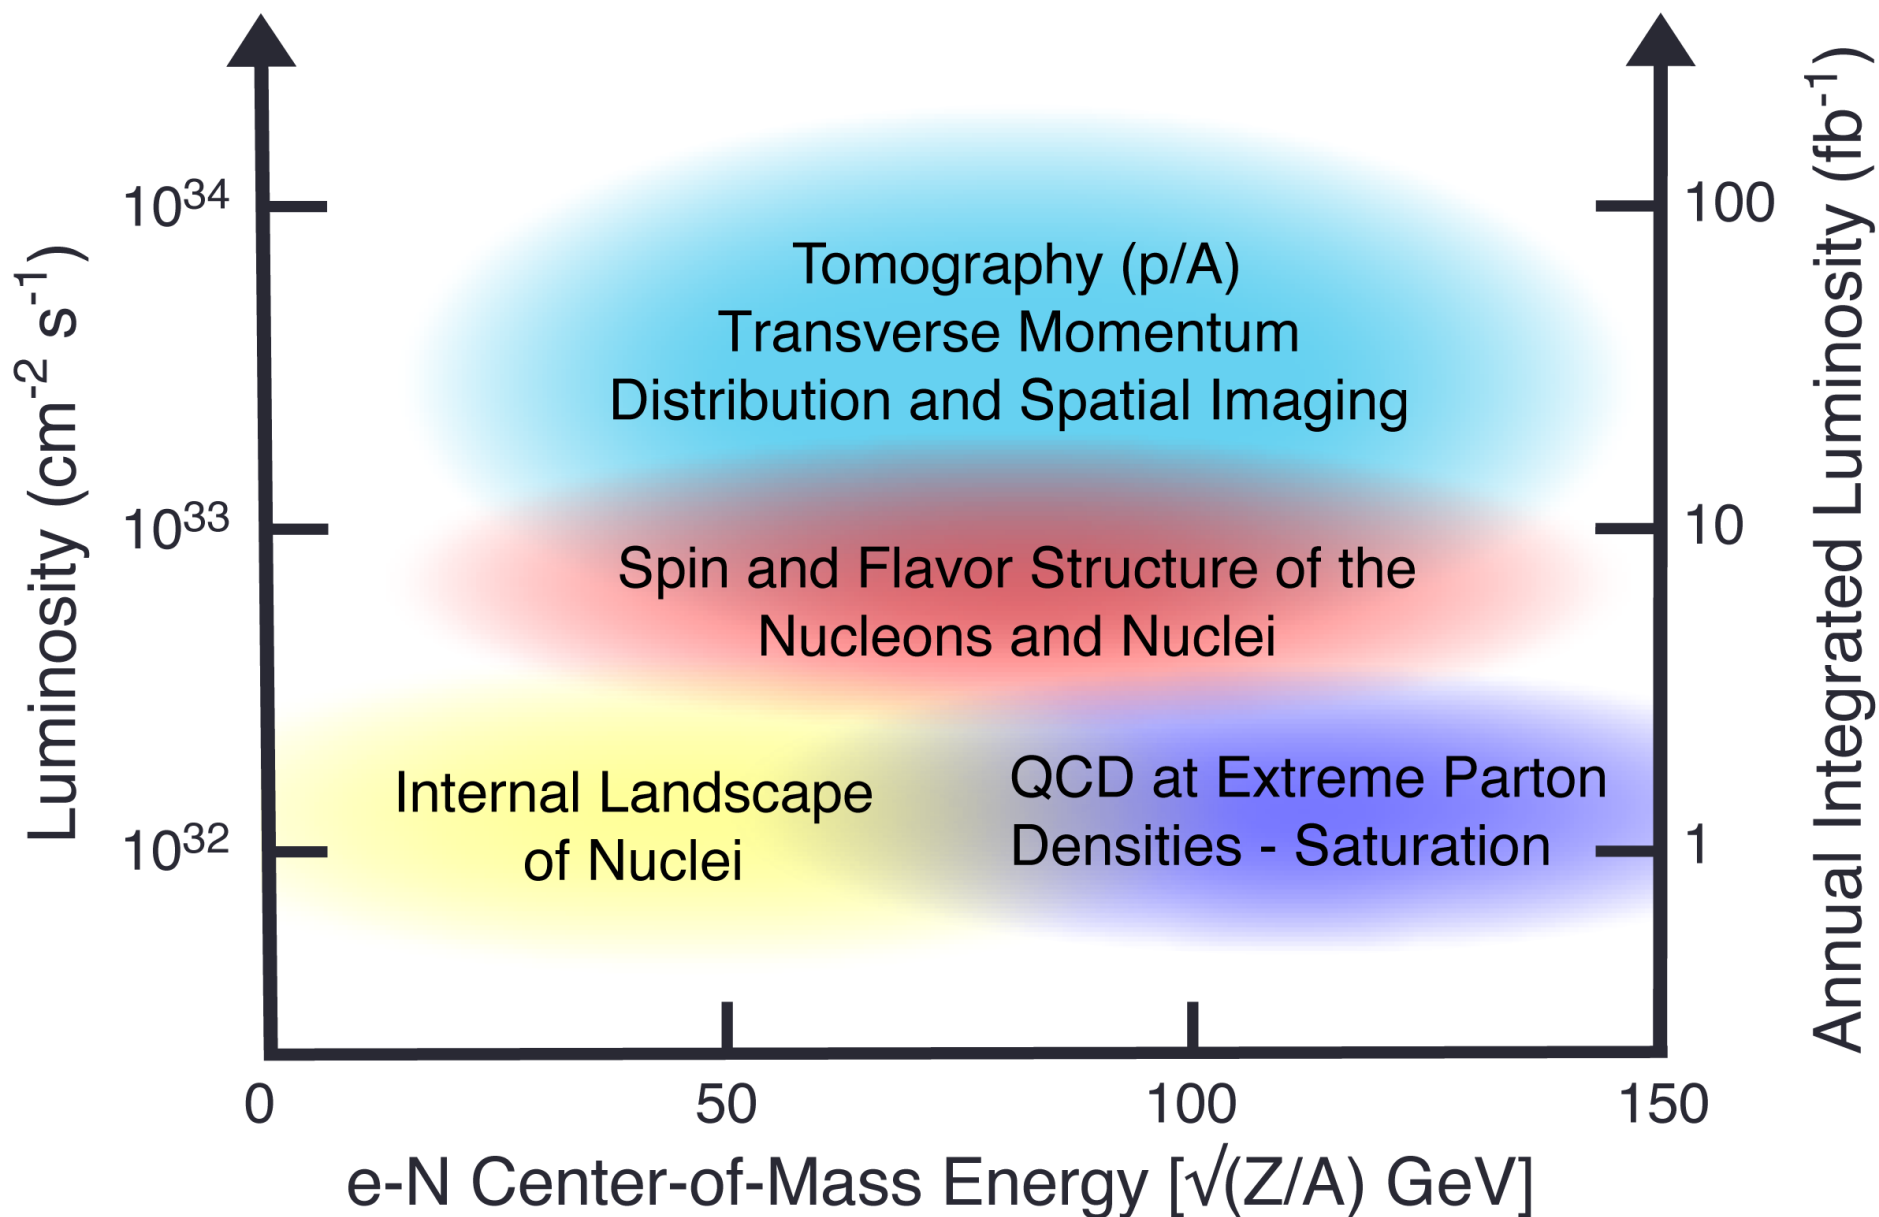 Luminosity (cm⁻² s⁻¹)
10³⁴
10³³
10³²
Tomography (p/A)
Transverse Momentum
Distribution and Spatial Imaging
Spin and Flavor Structure of the
Nucleons and Nuclei
Internal Landscape
of Nuclei
QCD at Extreme Parton
Densities - Saturation
100
10
1
Annual Integrated Luminosity (fb⁻¹)
0 50 100 150
e-N Center-of-Mass Energy [√(Z/A) GeV]